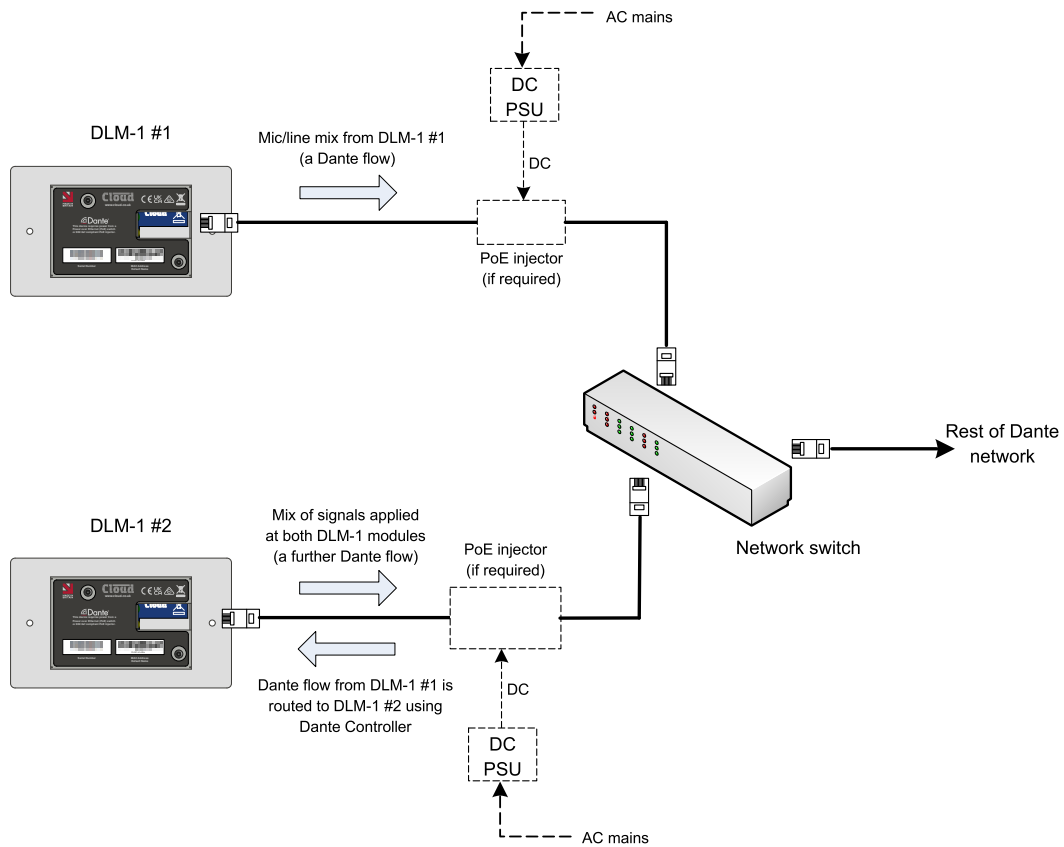 AC mains
DC
PSU
DLM-1 #1
Mic/line mix from DLM-1 #1
(a Dante flow)
DC
Cloud
Dante
Cloud
PoE injector
(if required)
Rest of Dante
network
DLM-1 #2
Mix of signals applied
at both DLM-1 modules
(a further Dante flow)
PoE injector
(if required)
Network switch
Cloud
Dante
Cloud
Dante flow from DLM-1 #1 is
routed to DLM-1 #2 using
Dante Controller
DC
DC
PSU
AC mains